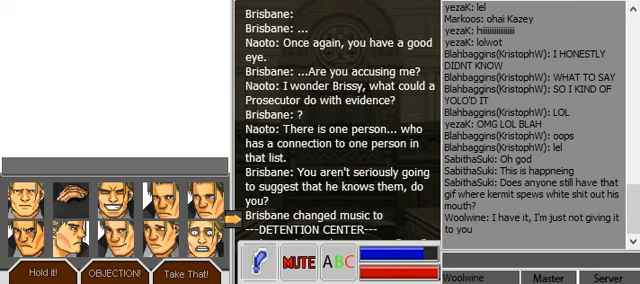 Brisbane:
Brisbane: ...
Naoto: Once again, you have a good
eye.
Brisbane: ...Are you accusing me?
Naoto: I wonder Brissy, what could a
Prosecutor do with evidence?
Brisbane: ?
Naoto: There is one person... who
has a connection to one person in
that list.
Brisbane: You aren't seriously going
to suggest that he knows them, do
you?
Brisbane changed music to
---DETENTION CENTER---
yezaK: lel
Markoos: ohai Kazey
yezaK: hiiiiiiiiiiiiiii
yezaK: lolwot
Blahbaggins(KristophW): I HONESTLY
DIDNT KNOW
Blahbaggins(KristophW): WHAT TO SAY
Blahbaggins(KristophW): SO I KIND OF
YOLO'D IT
Blahbaggins(KristophW): LOL
yezaK: OMG LOL BLAH
Blahbaggins(KristophW): oops
Blahbaggins(KristophW): lel
SabithaSuki: Oh god
SabithaSuki: This is happneing
SabithaSuki: Does anyone still have that
gif where kermit spews white shit out his
mouth?
Woolwine: I have it, I'm just not giving it
to you
Hold it!
OBJECTION!
Take That!
MUTE
ABC
Woolwine
Master
Server